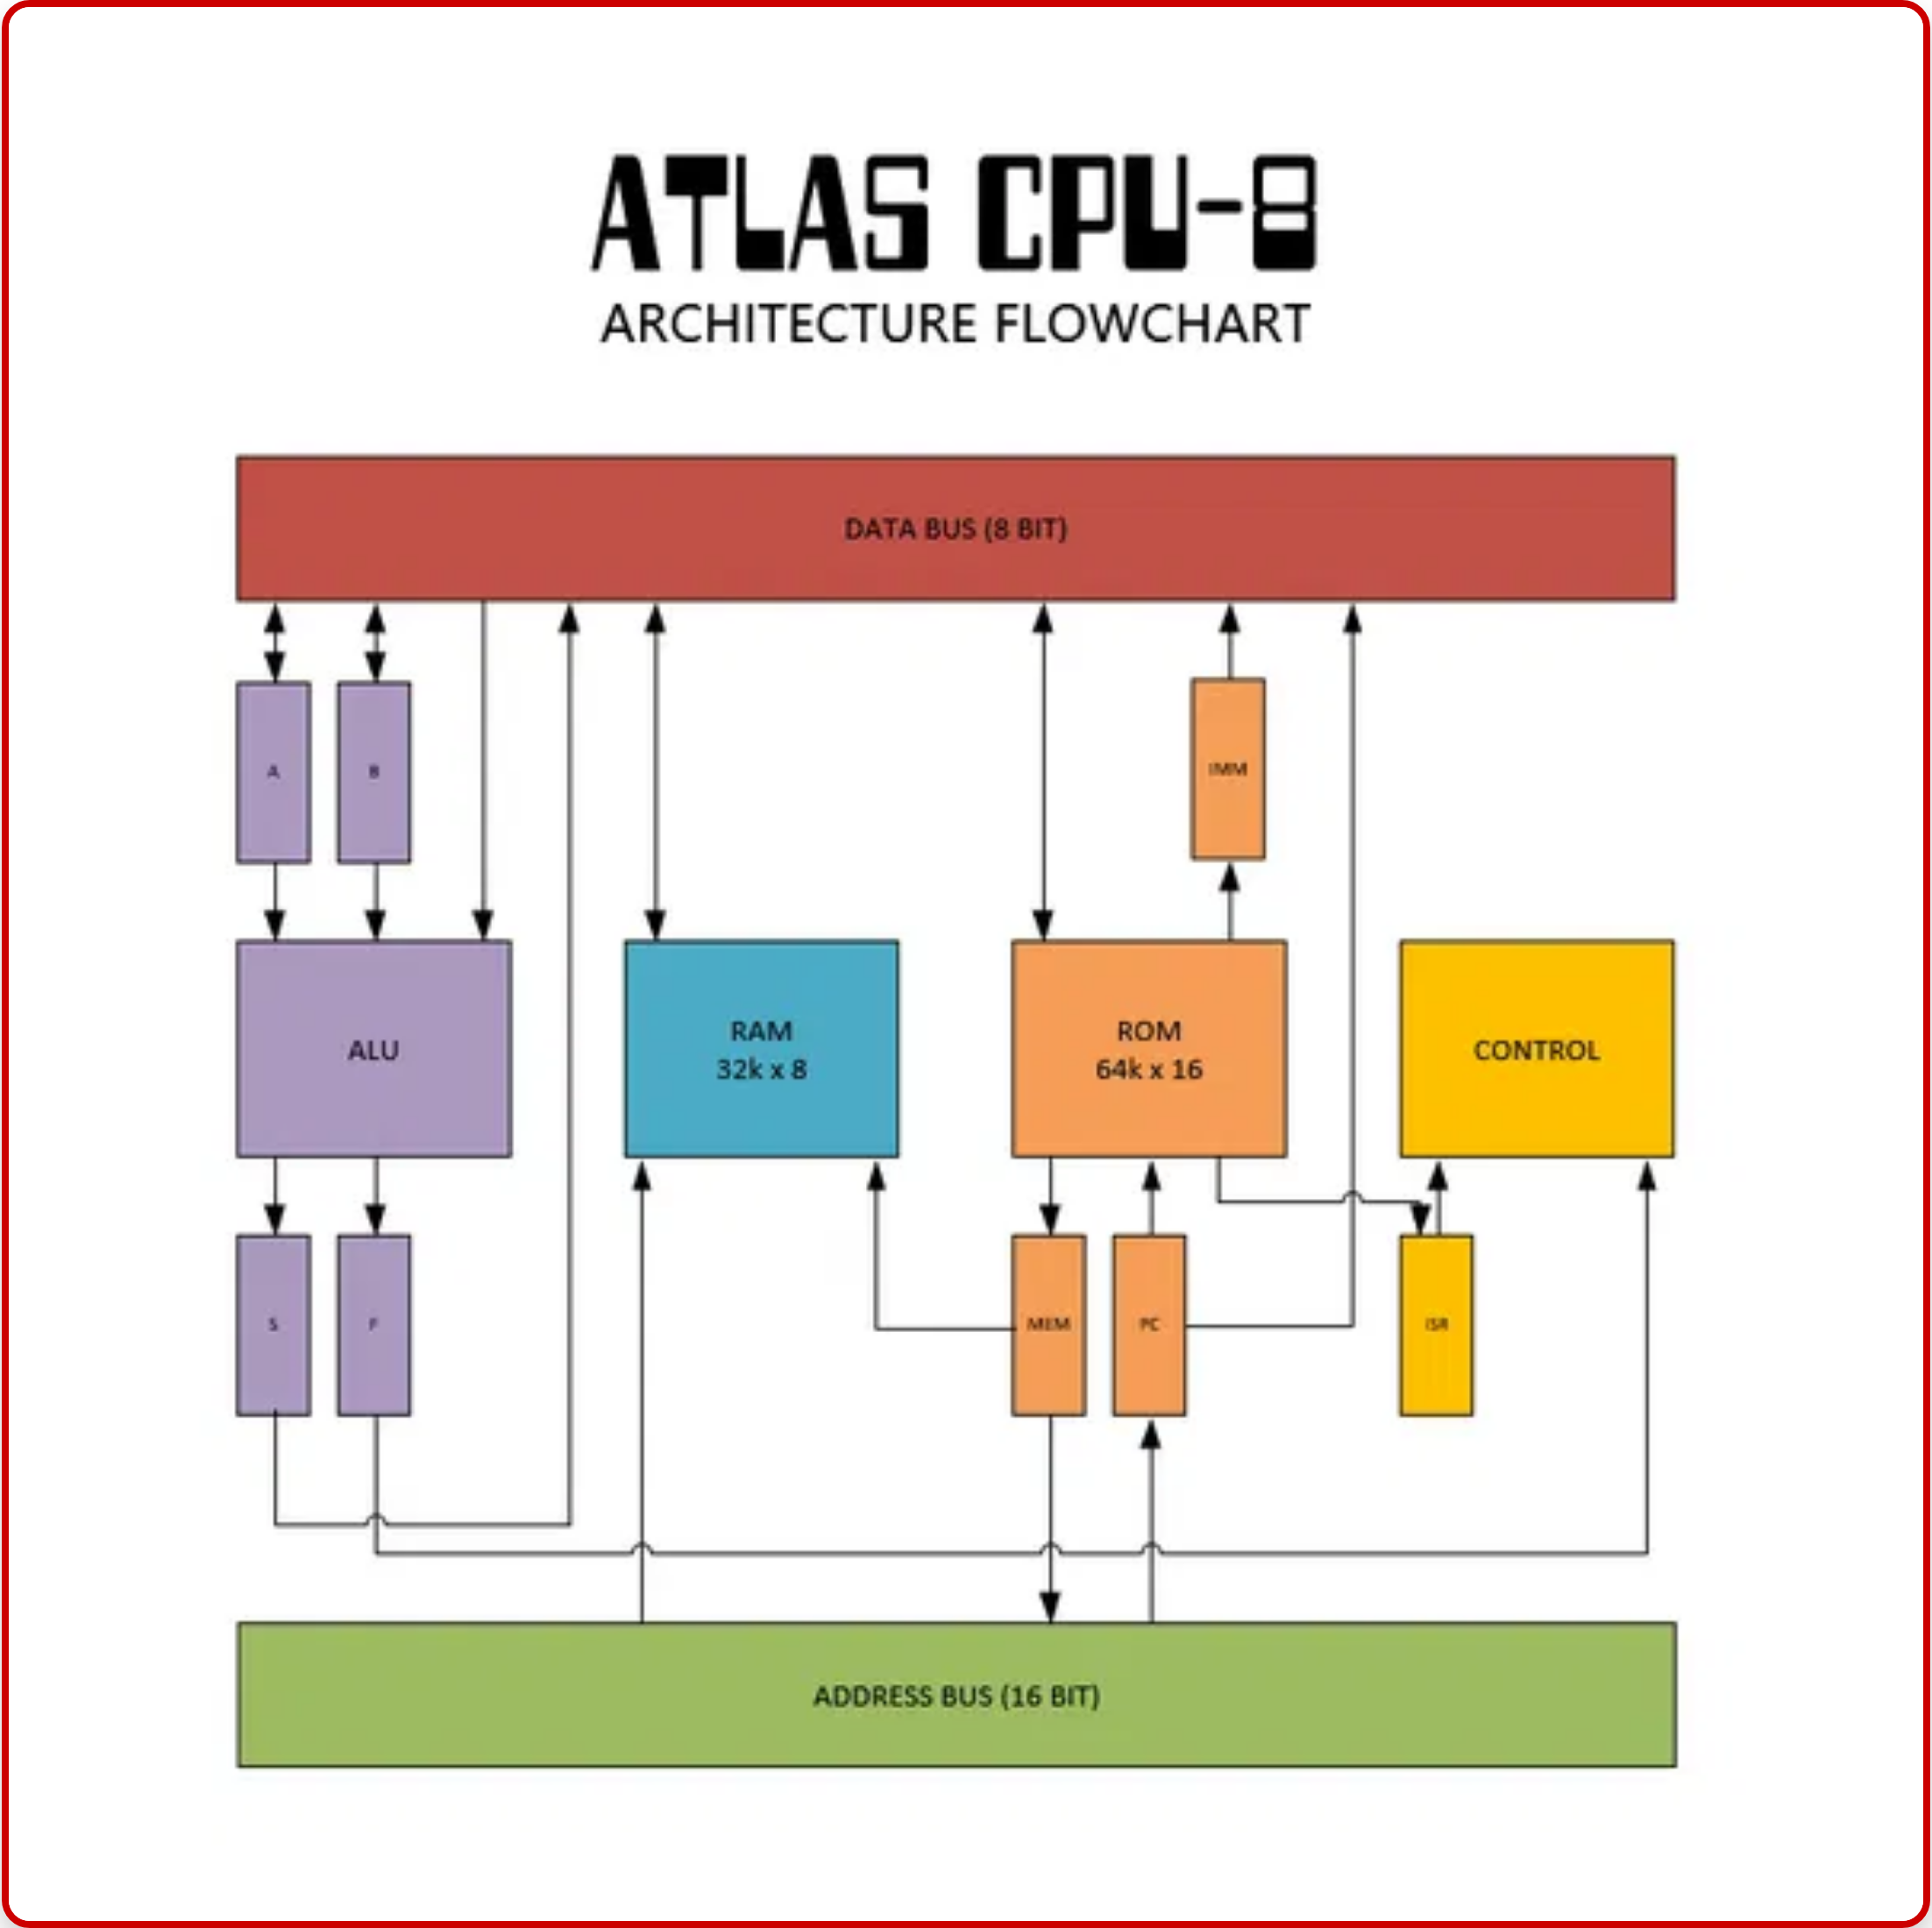 ATLAS CPU-8
ARCHITECTURE FLOWCHART
DATA BUS (8 BIT)
A
B
IMM
ALU
RAM
32k x 8
ROM
64k x 16
CONTROL
S
F
MEM
PC
ISR
ADDRESS BUS (16 BIT)